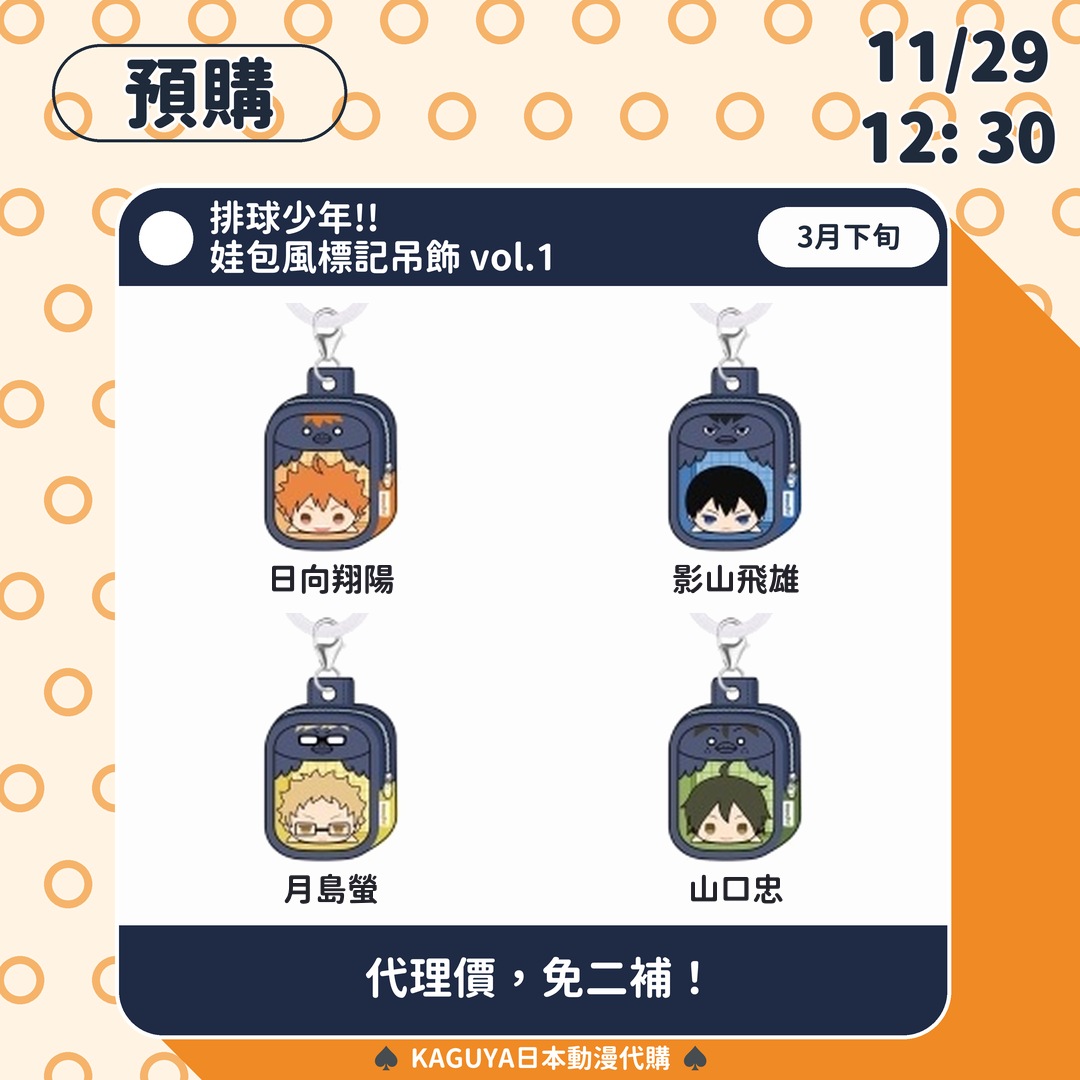 預購
11/29
12: 30
排球少年!!
娃包風標記吊飾 vol.1
3月下旬
日向翔陽
影山飛雄
月島螢
山口忠
代理價，免二補！
♠ KAGUYA日本動漫代購 ♠